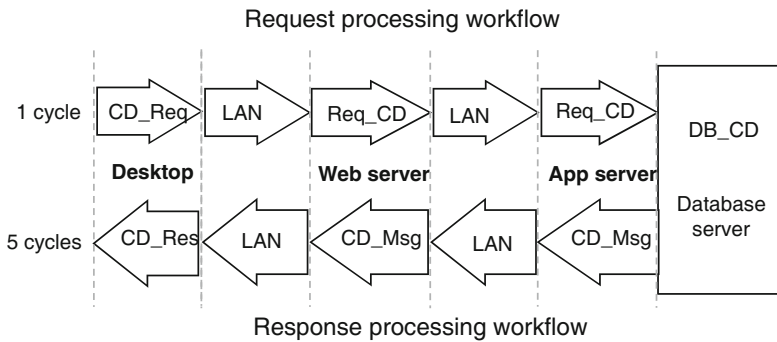 Request processing workflow
1 cycle
CD_Req
LAN
Req_CD
LAN
Req_CD
DB_CD
Desktop
Web server
App server
Database
server
5 cycles
CD_Res
LAN
CD_Msg
LAN
CD_Msg
Response processing workflow